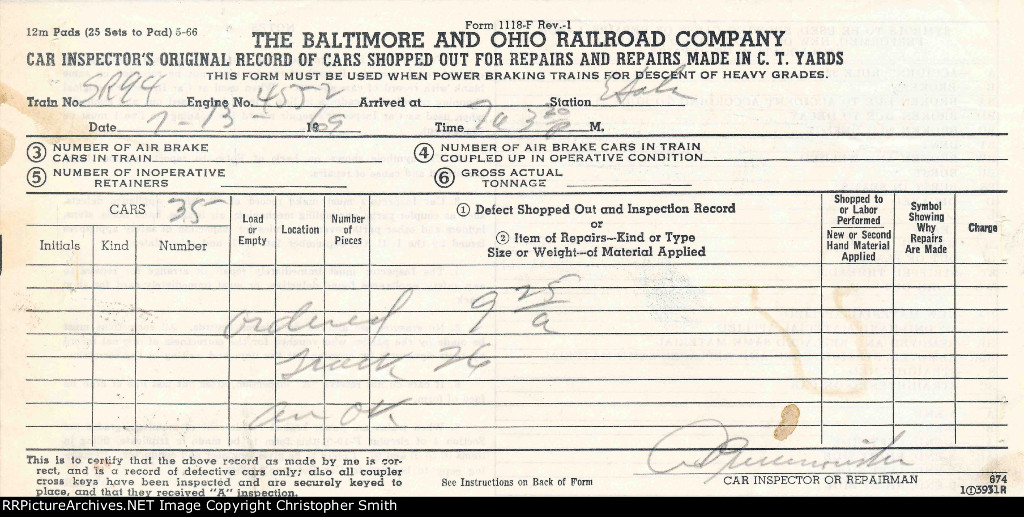 12m Pads (25 Sets to Pad) 5-66
Form 1118-F Rev.-1
THE BALTIMORE AND OHIO RAILROAD COMPANY
CAR INSPECTOR'S ORIGINAL RECORD OF CARS SHOPPED OUT FOR REPAIRS AND REPAIRS MADE IN C. T. YARDS
THIS FORM MUST BE USED WHEN POWER BRAKING TRAINS FOR DESCENT OF HEAVY GRADES.
Train No. SR94 Engine No. 4552 Arrived at Station
Date 7-13- 1969 Time M.
③ NUMBER OF AIR BRAKE CARS IN TRAIN
④ NUMBER OF AIR BRAKE CARS IN TRAIN COUPLED UP IN OPERATIVE CONDITION
⑤ NUMBER OF INOPERATIVE RETAINERS
⑥ GROSS ACTUAL TONNAGE
CARS 35
Initials Kind Number
Load or Empty
Location
Number of Pieces
① Defect Shopped Out and Inspection Record
or
② Item of Repairs—Kind or Type
Size or Weight—of Material Applied
Shopped to or Labor Performed
New or Second Hand Material Applied
Symbol Showing Why Repairs Are Made
Charge
ordered 9 25/a
track 26
air OK
This is to certify that the above record as made by me is cor-
rect, and is a record of defective cars only; also all coupler
cross keys have been inspected and are securely keyed to
place, and that they received "A" inspection.
See Instructions on Back of Form
CAR INSPECTOR OR REPAIRMAN
674
1①3931R
RRPictureArchives.NET Image Copyright Christopher Smith